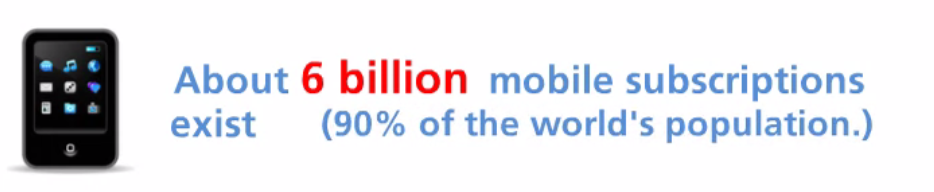 About 6 billion mobile subscriptions
exist (90% of the world's population.)